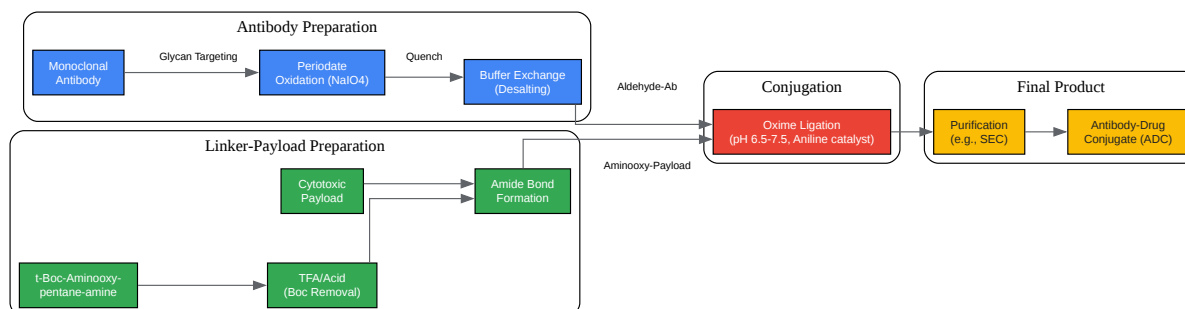 Antibody Preparation
Monoclonal
Antibody
Glycan Targeting
Periodate
Oxidation (NaIO4)
Quench
Buffer Exchange
(Desalting)
Aldehyde-Ab
Linker-Payload Preparation
Cytotoxic
Payload
Amide Bond
Formation
t-Boc-Aminooxy-
pentane-amine
TFA/Acid
(Boc Removal)
Aminooxy-Payload
Conjugation
Oxime Ligation
(pH 6.5-7.5, Aniline catalyst)
Final Product
Purification
(e.g., SEC)
Antibody-Drug
Conjugate (ADC)